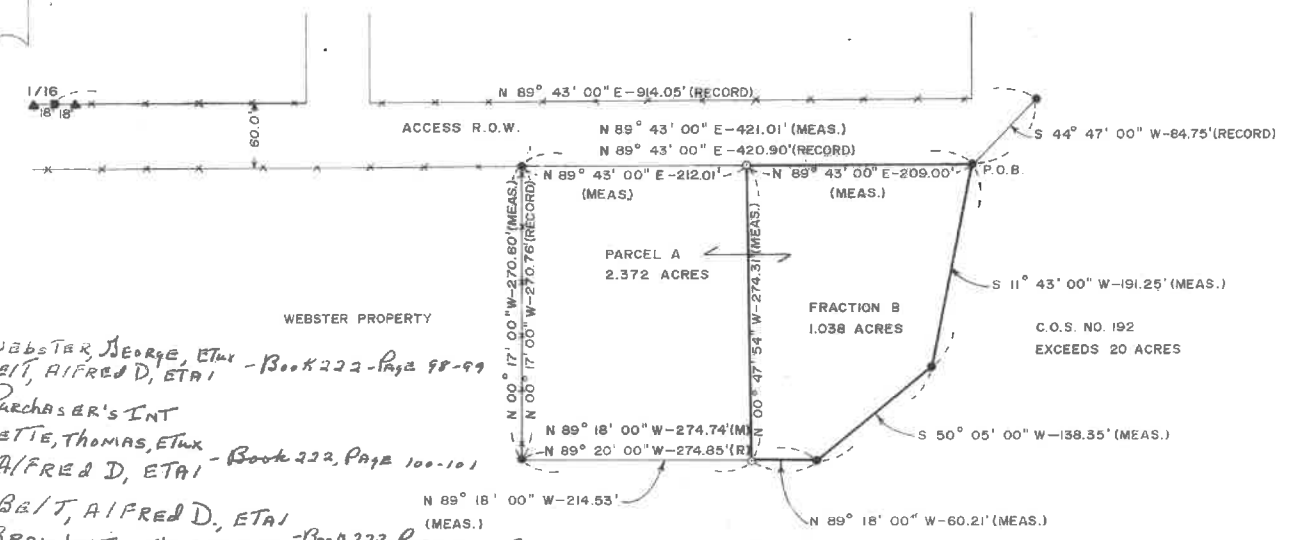 1/16
18' 18'
60.0'
N 89° 43' 00" E-914.05' (RECORD)
ACCESS R.O.W.
N 89° 43' 00" E-421.01' (MEAS.)
N 89° 43' 00" E-420.90' (RECORD)
S 44° 47' 00" W-84.75' (RECORD)
N 89° 43' 00" E-212.01'
(MEAS.)
N 89° 43' 00" E-209.00'
(MEAS.)
P.O.B.
N 00° 17' 00" W-270.60' (MEAS.)
N 00° 17' 00" W-270.76' (RECORD)
N 00° 47' 54" W-274.31' (MEAS.)
PARCEL A
2.372 ACRES
FRACTION B
1.038 ACRES
S 11° 43' 00" W-191.25' (MEAS.)
C.O.S. NO. 192
EXCEEDS 20 ACRES
WEBSTER PROPERTY
WebsTER, GEORgE, ETux
A/FREd D, ETAl - BooK 222 - PAgE 98-99
PURchASER'S INT
THOMAS, ETux
A/FREd D, ETAl - Book 222, PAgE 100-101
BE/T, A/FREd D., ETAl
N 89° 18' 00" W-274.74' (M)
N 89° 20' 00" W-274.85' (R)
S 50° 05' 00" W-138.35' (MEAS.)
N 89° 18' 00" W-214.53'
(MEAS.)
N 89° 18' 00" W-60.21' (MEAS.)